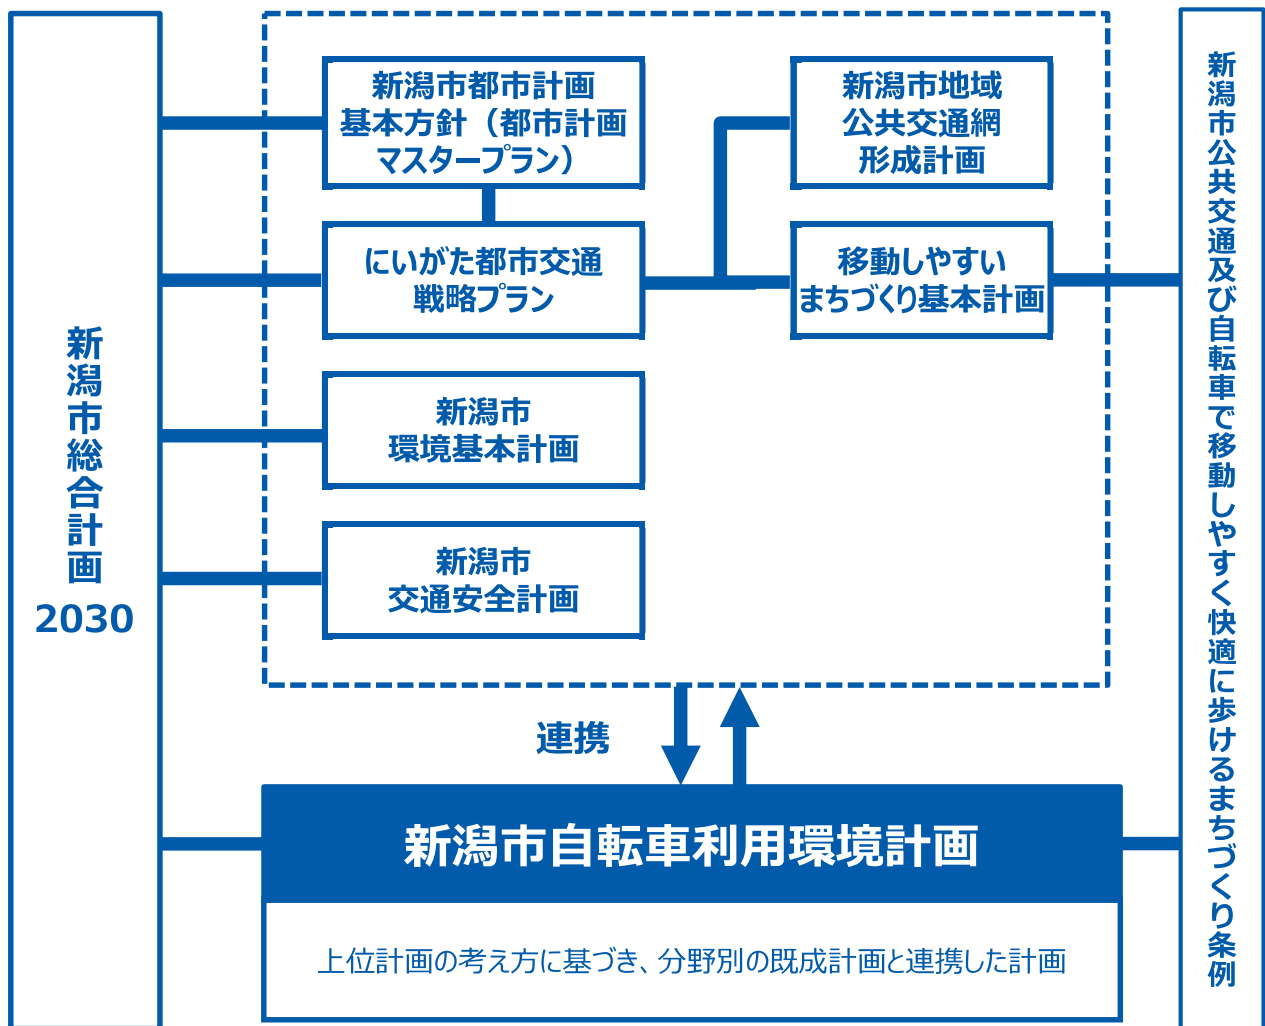 新潟市総合計画
2030
新潟市都市計画
基本方針（都市計画
マスタープラン）
新潟市地域
公共交通網
形成計画
にいがた都市交通
戦略プラン
移動しやすい
まちづくり基本計画
新潟市
環境基本計画
新潟市
交通安全計画
連携
新潟市自転車利用環境計画
上位計画の考え方に基づき、分野別の既成計画と連携した計画
新潟市公共交通及び自転車で移動しやすく快適に歩けるまちづくり条例